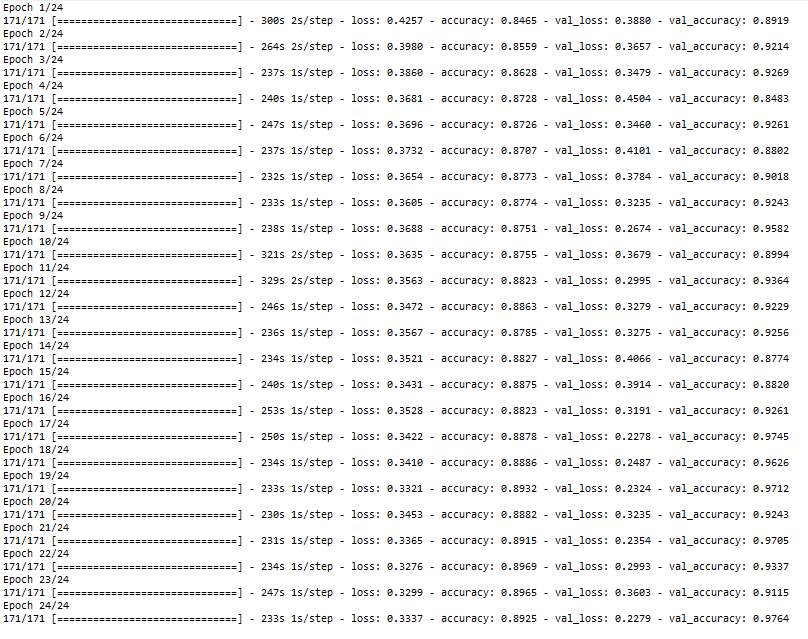 Epoch 1/24
171/171 [==============================] - 300s 2s/step - loss: 0.4257 - accuracy: 0.8465 - val_loss: 0.3880 - val_accuracy: 0.8919
Epoch 2/24
171/171 [==============================] - 264s 2s/step - loss: 0.3980 - accuracy: 0.8559 - val_loss: 0.3657 - val_accuracy: 0.9214
Epoch 3/24
171/171 [==============================] - 237s 1s/step - loss: 0.3860 - accuracy: 0.8628 - val_loss: 0.3479 - val_accuracy: 0.9269
Epoch 4/24
171/171 [==============================] - 240s 1s/step - loss: 0.3681 - accuracy: 0.8728 - val_loss: 0.4504 - val_accuracy: 0.8483
Epoch 5/24
171/171 [==============================] - 247s 1s/step - loss: 0.3696 - accuracy: 0.8726 - val_loss: 0.3460 - val_accuracy: 0.9261
Epoch 6/24
171/171 [==============================] - 237s 1s/step - loss: 0.3732 - accuracy: 0.8707 - val_loss: 0.4101 - val_accuracy: 0.8802
Epoch 7/24
171/171 [==============================] - 232s 1s/step - loss: 0.3654 - accuracy: 0.8773 - val_loss: 0.3784 - val_accuracy: 0.9018
Epoch 8/24
171/171 [==============================] - 233s 1s/step - loss: 0.3605 - accuracy: 0.8774 - val_loss: 0.3235 - val_accuracy: 0.9243
Epoch 9/24
171/171 [==============================] - 238s 1s/step - loss: 0.3688 - accuracy: 0.8751 - val_loss: 0.2674 - val_accuracy: 0.9582
Epoch 10/24
171/171 [==============================] - 321s 2s/step - loss: 0.3635 - accuracy: 0.8755 - val_loss: 0.3679 - val_accuracy: 0.8994
Epoch 11/24
171/171 [==============================] - 329s 2s/step - loss: 0.3563 - accuracy: 0.8823 - val_loss: 0.2995 - val_accuracy: 0.9364
Epoch 12/24
171/171 [==============================] - 246s 1s/step - loss: 0.3472 - accuracy: 0.8863 - val_loss: 0.3279 - val_accuracy: 0.9229
Epoch 13/24
171/171 [==============================] - 236s 1s/step - loss: 0.3567 - accuracy: 0.8785 - val_loss: 0.3275 - val_accuracy: 0.9256
Epoch 14/24
171/171 [==============================] - 234s 1s/step - loss: 0.3521 - accuracy: 0.8827 - val_loss: 0.4066 - val_accuracy: 0.8774
Epoch 15/24
171/171 [==============================] - 240s 1s/step - loss: 0.3431 - accuracy: 0.8875 - val_loss: 0.3914 - val_accuracy: 0.8820
Epoch 16/24
171/171 [==============================] - 253s 1s/step - loss: 0.3528 - accuracy: 0.8823 - val_loss: 0.3191 - val_accuracy: 0.9261
Epoch 17/24
171/171 [==============================] - 250s 1s/step - loss: 0.3422 - accuracy: 0.8878 - val_loss: 0.2278 - val_accuracy: 0.9745
Epoch 18/24
171/171 [==============================] - 234s 1s/step - loss: 0.3410 - accuracy: 0.8886 - val_loss: 0.2487 - val_accuracy: 0.9626
Epoch 19/24
171/171 [==============================] - 233s 1s/step - loss: 0.3321 - accuracy: 0.8932 - val_loss: 0.2324 - val_accuracy: 0.9712
Epoch 20/24
171/171 [==============================] - 230s 1s/step - loss: 0.3453 - accuracy: 0.8882 - val_loss: 0.3235 - val_accuracy: 0.9243
Epoch 21/24
171/171 [==============================] - 231s 1s/step - loss: 0.3365 - accuracy: 0.8915 - val_loss: 0.2354 - val_accuracy: 0.9705
Epoch 22/24
171/171 [==============================] - 234s 1s/step - loss: 0.3276 - accuracy: 0.8969 - val_loss: 0.2993 - val_accuracy: 0.9337
Epoch 23/24
171/171 [==============================] - 247s 1s/step - loss: 0.3299 - accuracy: 0.8965 - val_loss: 0.3603 - val_accuracy: 0.9115
Epoch 24/24
171/171 [==============================] - 233s 1s/step - loss: 0.3337 - accuracy: 0.8925 - val_loss: 0.2279 - val_accuracy: 0.9764